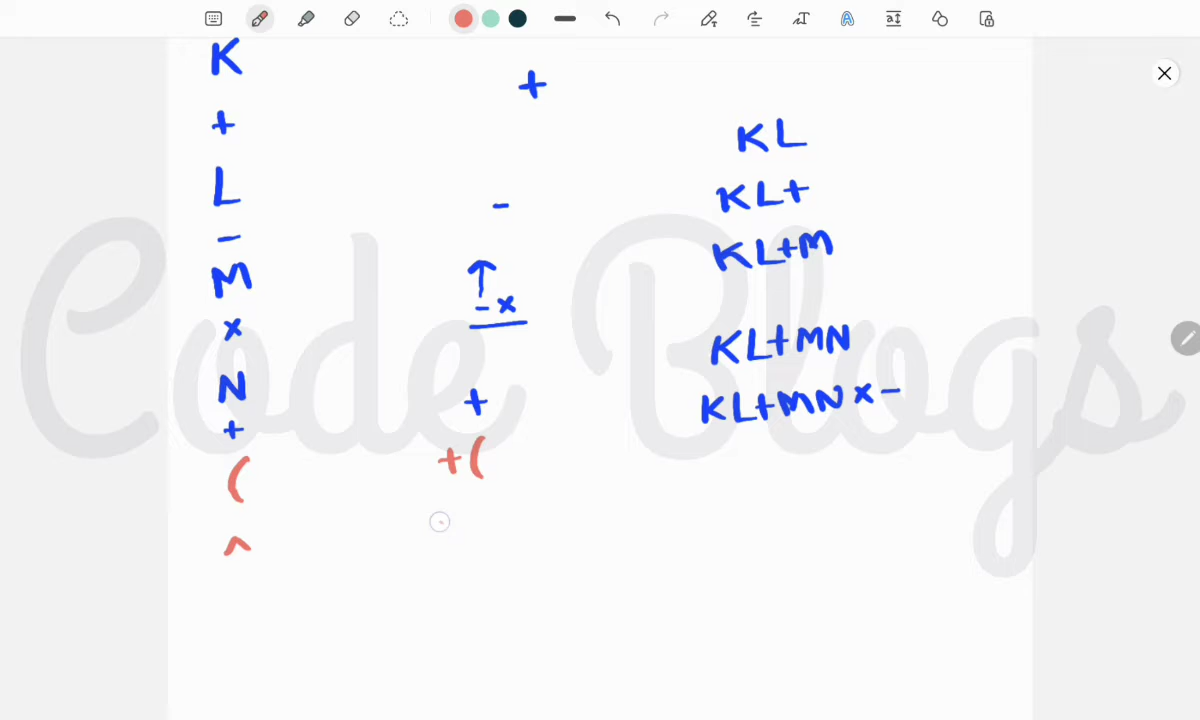 K
+
+
KL
L
KL+
-
-
KL+M
M
-x
x
KL+MN
N
+
KL+MNx-
+
+(
(
^
Code Blogs